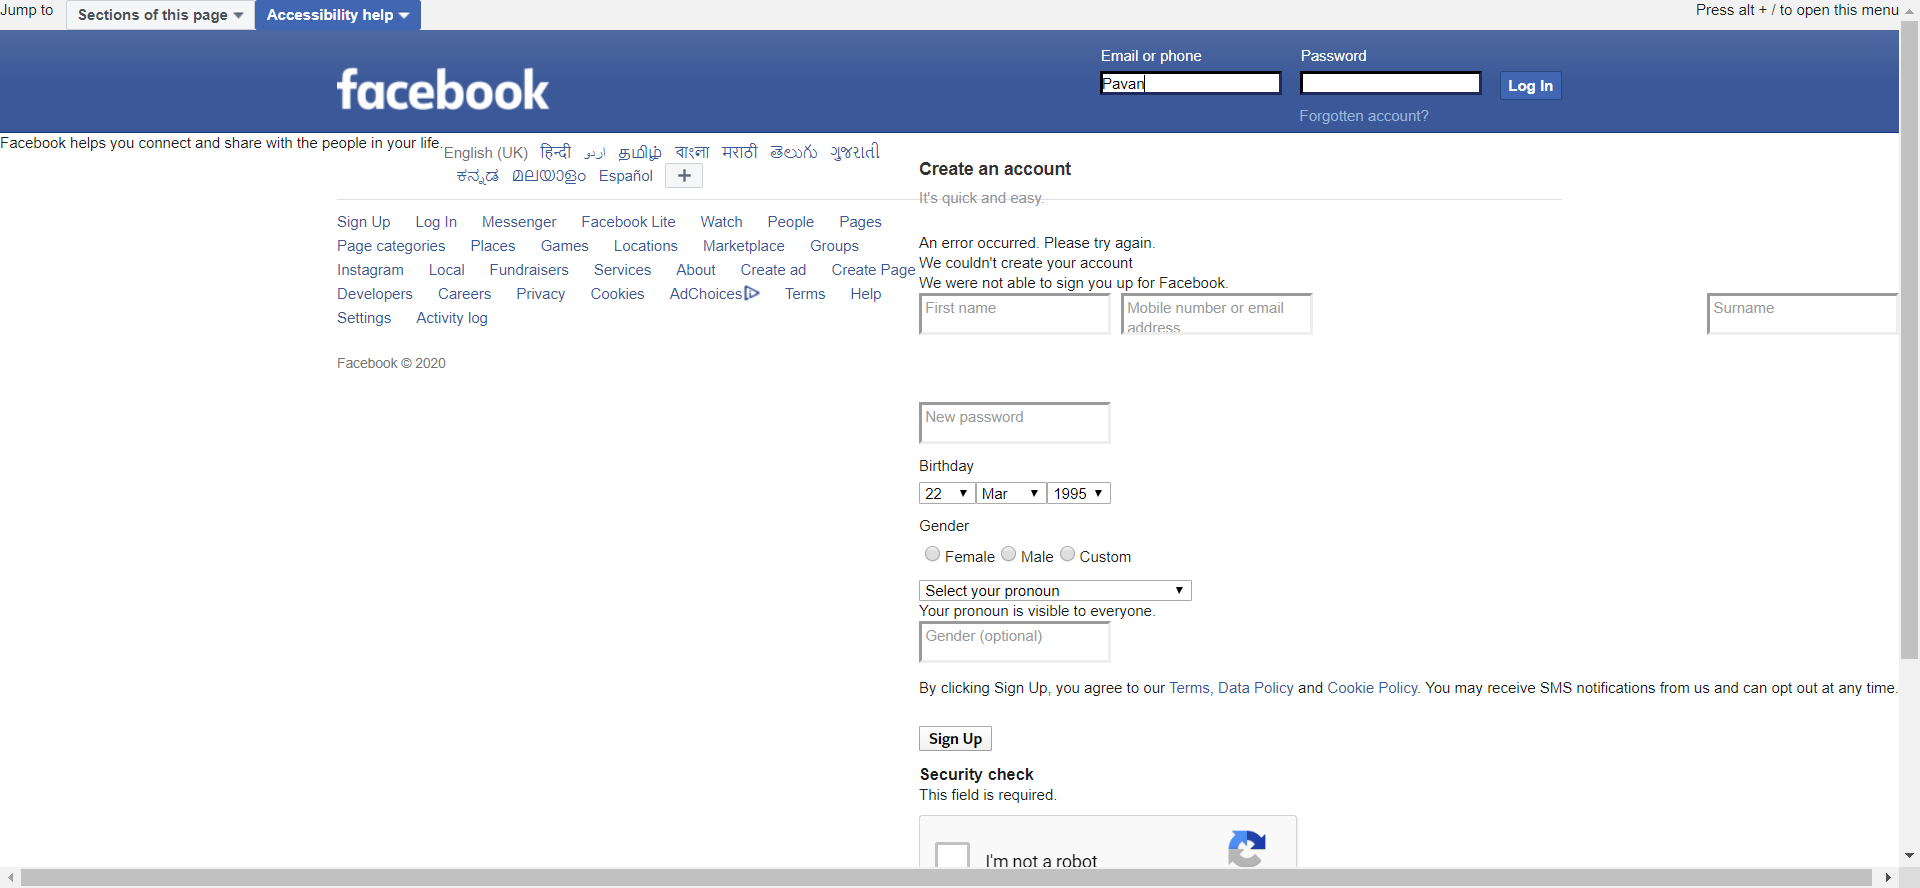 Jump to Sections of this page Accessibility help Press alt + / to open this menu
facebook
Email or phone Password
Pavan Log In
Forgotten account?
Facebook helps you connect and share with the people in your life.
English (UK) हिन्दी اردو தமிழ் বাংলা मराठी తెలుగు ગુજરાતી
ಕನ್ನಡ മലയാളം Español +
Sign Up Log In Messenger Facebook Lite Watch People Pages
Page categories Places Games Locations Marketplace Groups
Instagram Local Fundraisers Services About Create ad Create Page
Developers Careers Privacy Cookies AdChoices Terms Help
Settings Activity log
Facebook © 2020
Create an account
It's quick and easy.
An error occurred. Please try again.
We couldn't create your account
We were not able to sign you up for Facebook.
First name Mobile number or email address Surname
New password
Birthday
22 Mar 1995
Gender
Female Male Custom
Select your pronoun
Your pronoun is visible to everyone.
Gender (optional)
By clicking Sign Up, you agree to our Terms, Data Policy and Cookie Policy. You may receive SMS notifications from us and can opt out at any time.
Sign Up
Security check
This field is required.
I'm not a robot